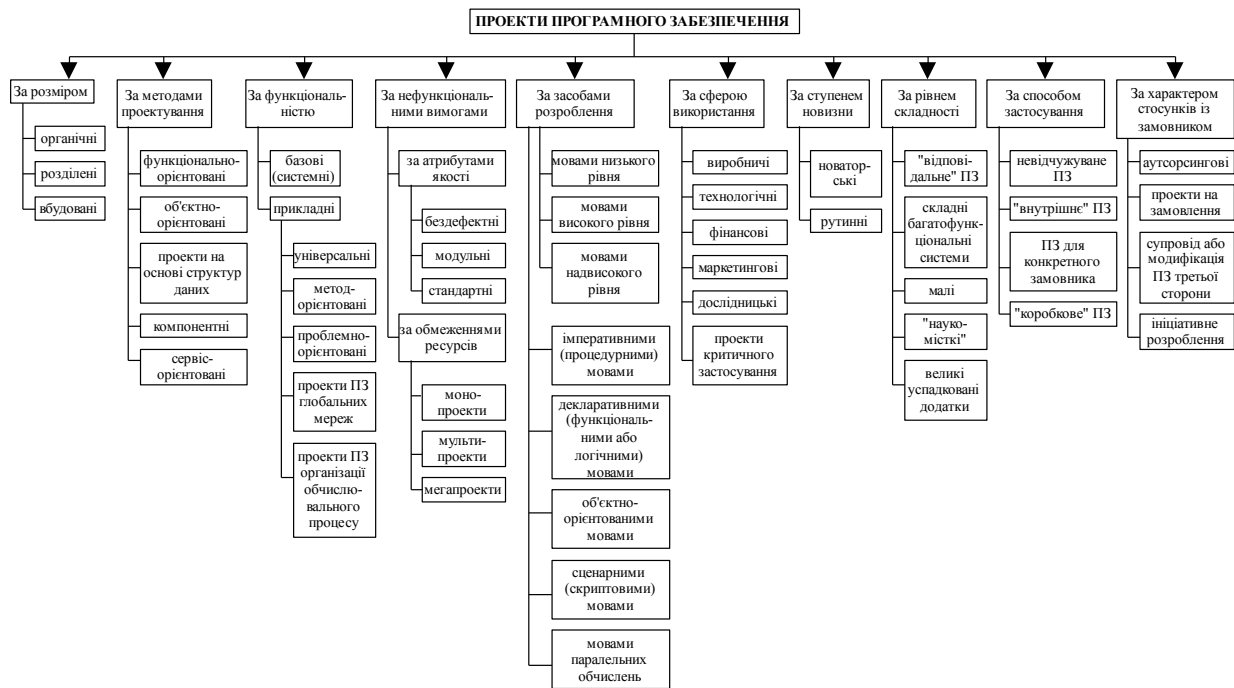 ПРОЕКТИ ПРОГРАМНОГО ЗАБЕЗПЕЧЕННЯ
За розміром
органічні
розділені
вбудовані
За методами
проектування
функціонально-
орієнтовані
об'єктно-
орієнтовані
проекти на
основі структур
даних
компонентні
сервіс-
орієнтовані
За функціональ-
ністю
базові
(системні)
прикладні
універсальні
метод-
орієнтовані
проблемно-
орієнтовані
проекти ПЗ
глобальних
мереж
проекти ПЗ
організації
обчислю-
вального
процесу
За нефункціональ-
ними вимогами
за атрибутами
якості
бездефектні
модульні
стандартні
за обмеженнями
ресурсів
моно-
проекти
мульти-
проекти
мегапроекти
За засобами
розроблення
мовами низького
рівня
мовами
високого рівня
мовами
надвисокого
рівня
імперативними
(процедурними)
мовами
декларативними
(функціональ-
ними або
логічними)
мовами
об'єктно-
орієнтованими
мовами
сценарними
(скриптовими)
мовами
мовами
паралельних
обчислень
За сферою
використання
виробничі
технологічні
фінансові
маркетингові
дослідницькі
проекти
критичного
застосування
За ступенем
новизни
новатор-
ські
рутинні
За рівнем
складності
"відпові-
дальне" ПЗ
складні
багатофунк-
ціональні
системи
малі
"науко-
місткі"
великі
успадковані
додатки
За способом
застосування
невідчужуване
ПЗ
"внутрішнє" ПЗ
ПЗ для
конкретного
замовника
"коробкове" ПЗ
За характером
стосунків із
замовником
аутсорсингові
проекти на
замовлення
супровід або
модифікація
ПЗ третьої
сторони
ініціативне
розроблення